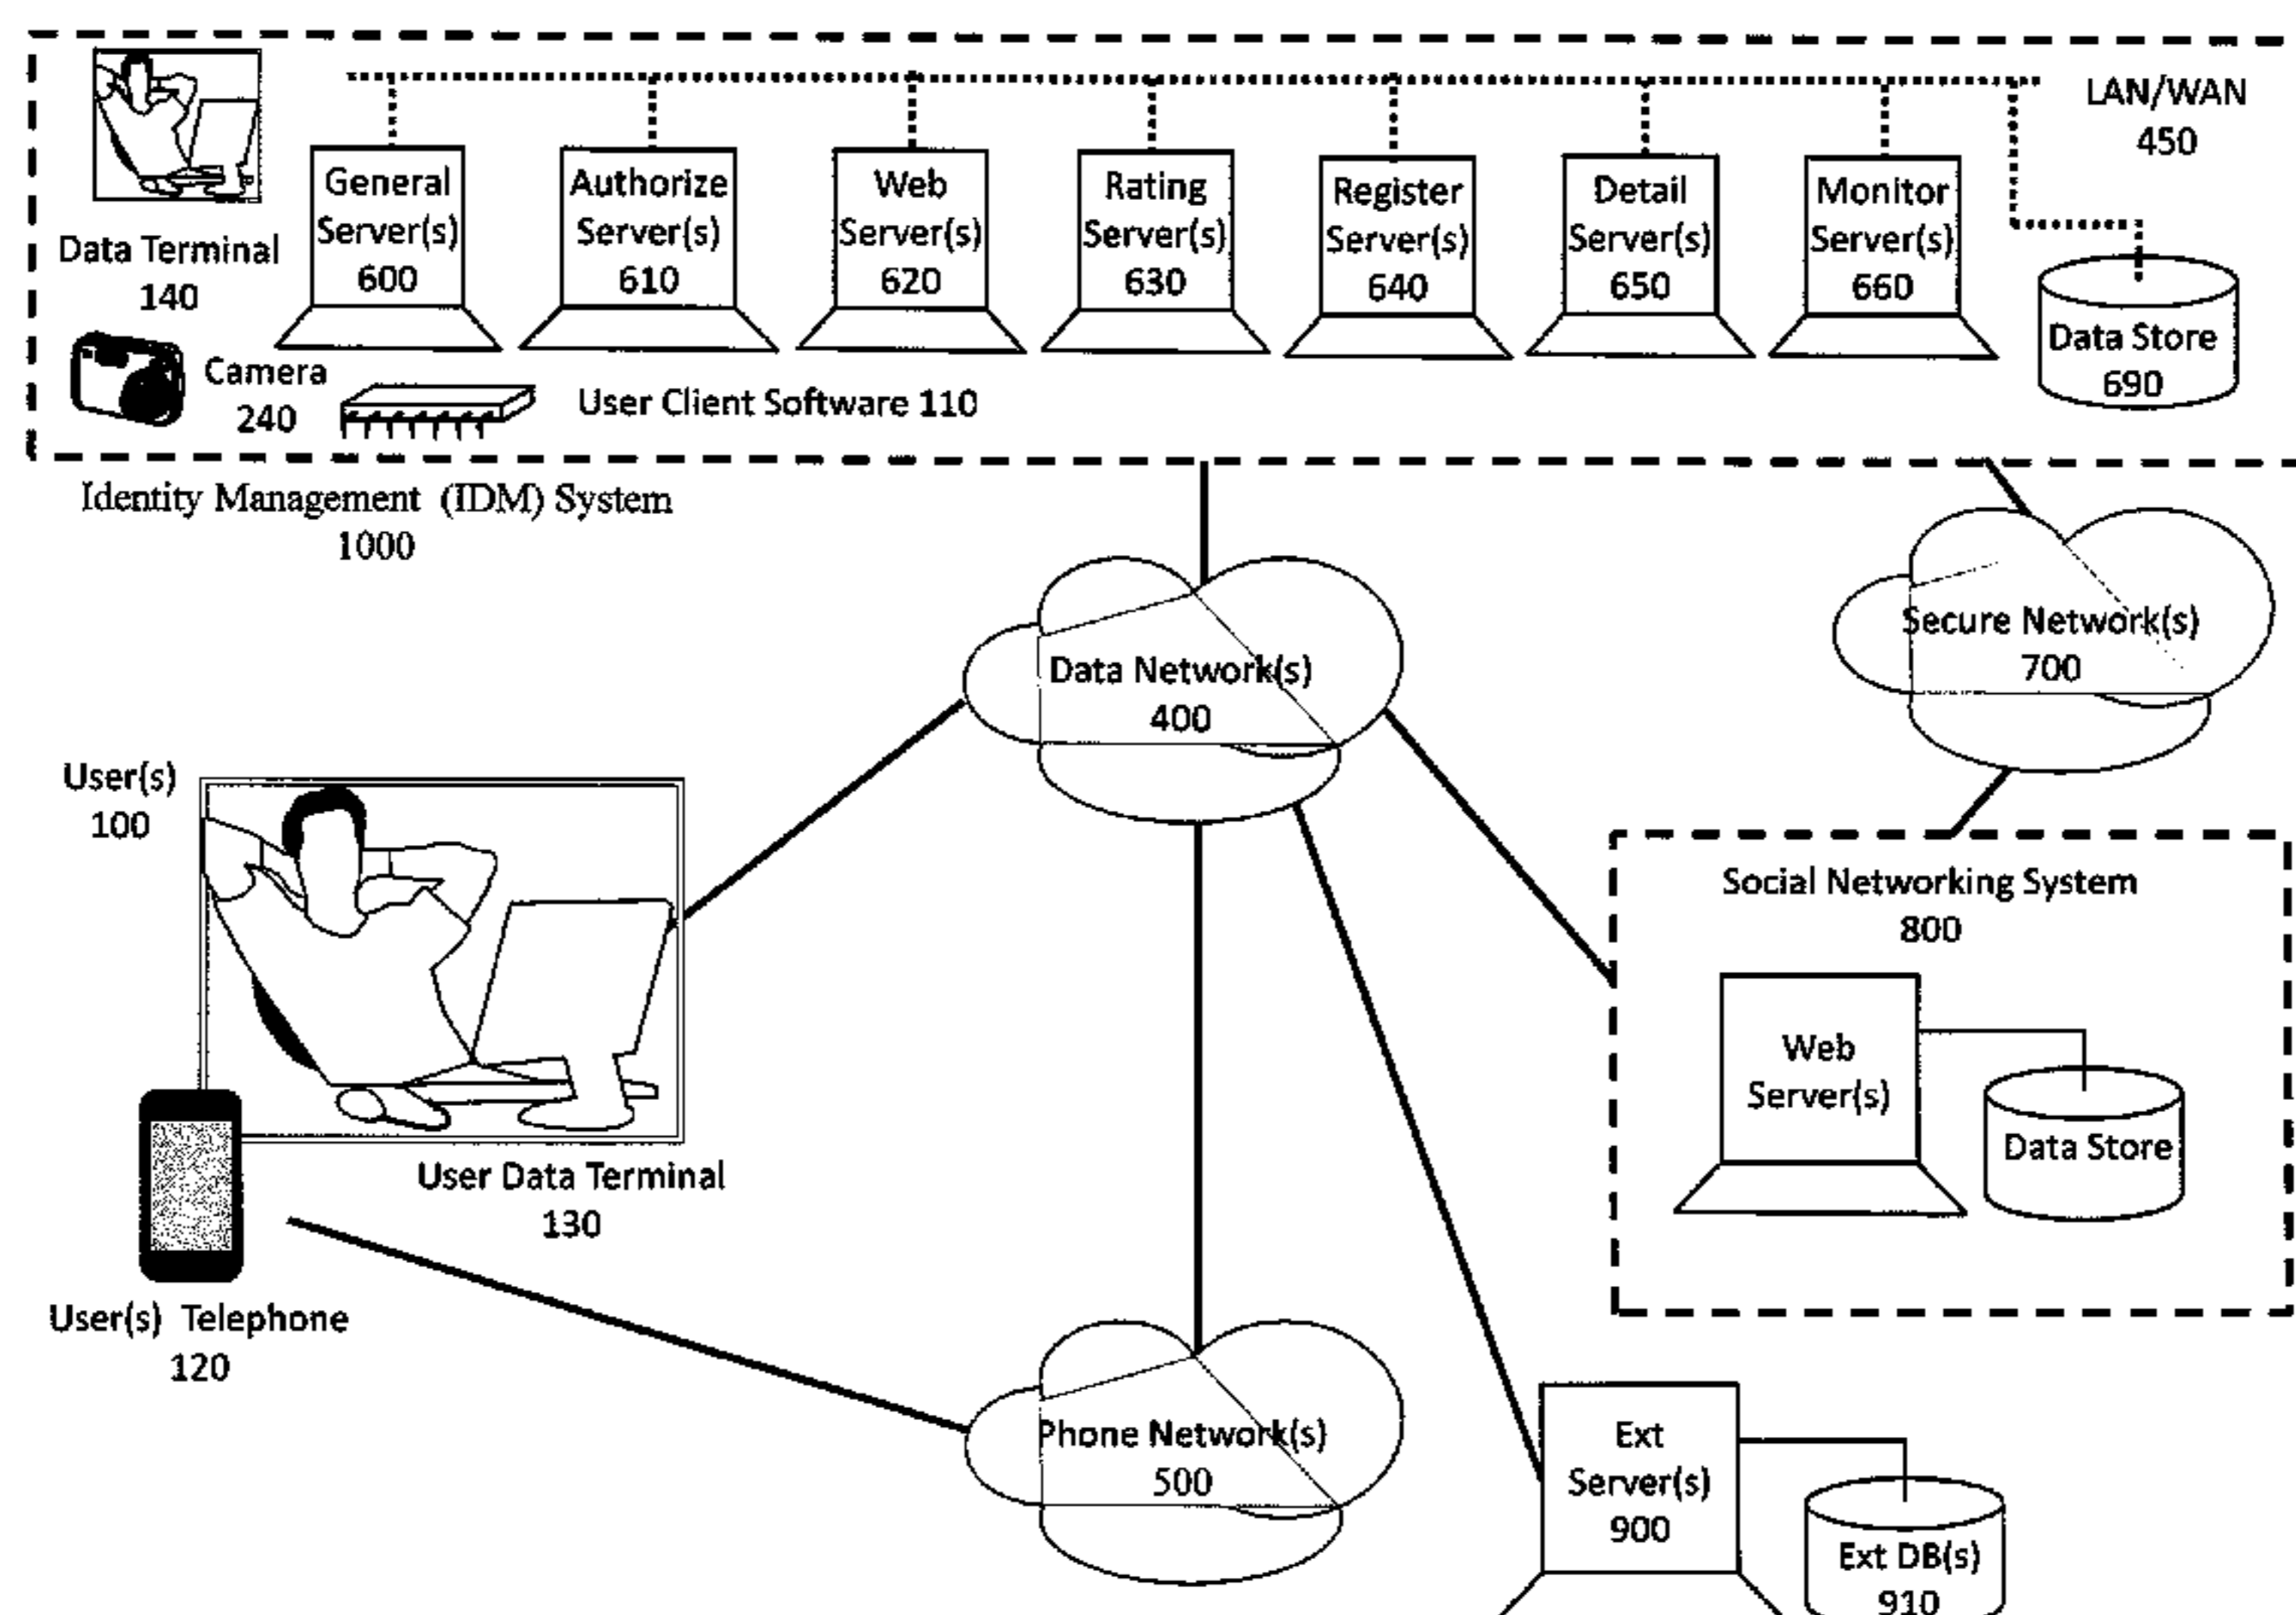 LAN/WAN
450
General
Server(s)
600
Authorize
Server(s)
610
Web
Server(s)
620
Rating
Server(s)
630
Register
Server(s)
640
Detail
Server(s)
650
Monitor
Server(s)
660
Data Terminal
140
Data Store
690
Camera
240
User Client Software 110
Identity Management (IDM) System
1000
Secure Network(s)
700
Data Network(s)
400
User(s)
100
Social Networking System
800
Web
Server(s)
Data Store
User Data Terminal
130
User(s) Telephone
120
Phone Network(s)
500
Ext
Server(s)
900
Ext DB(s)
910